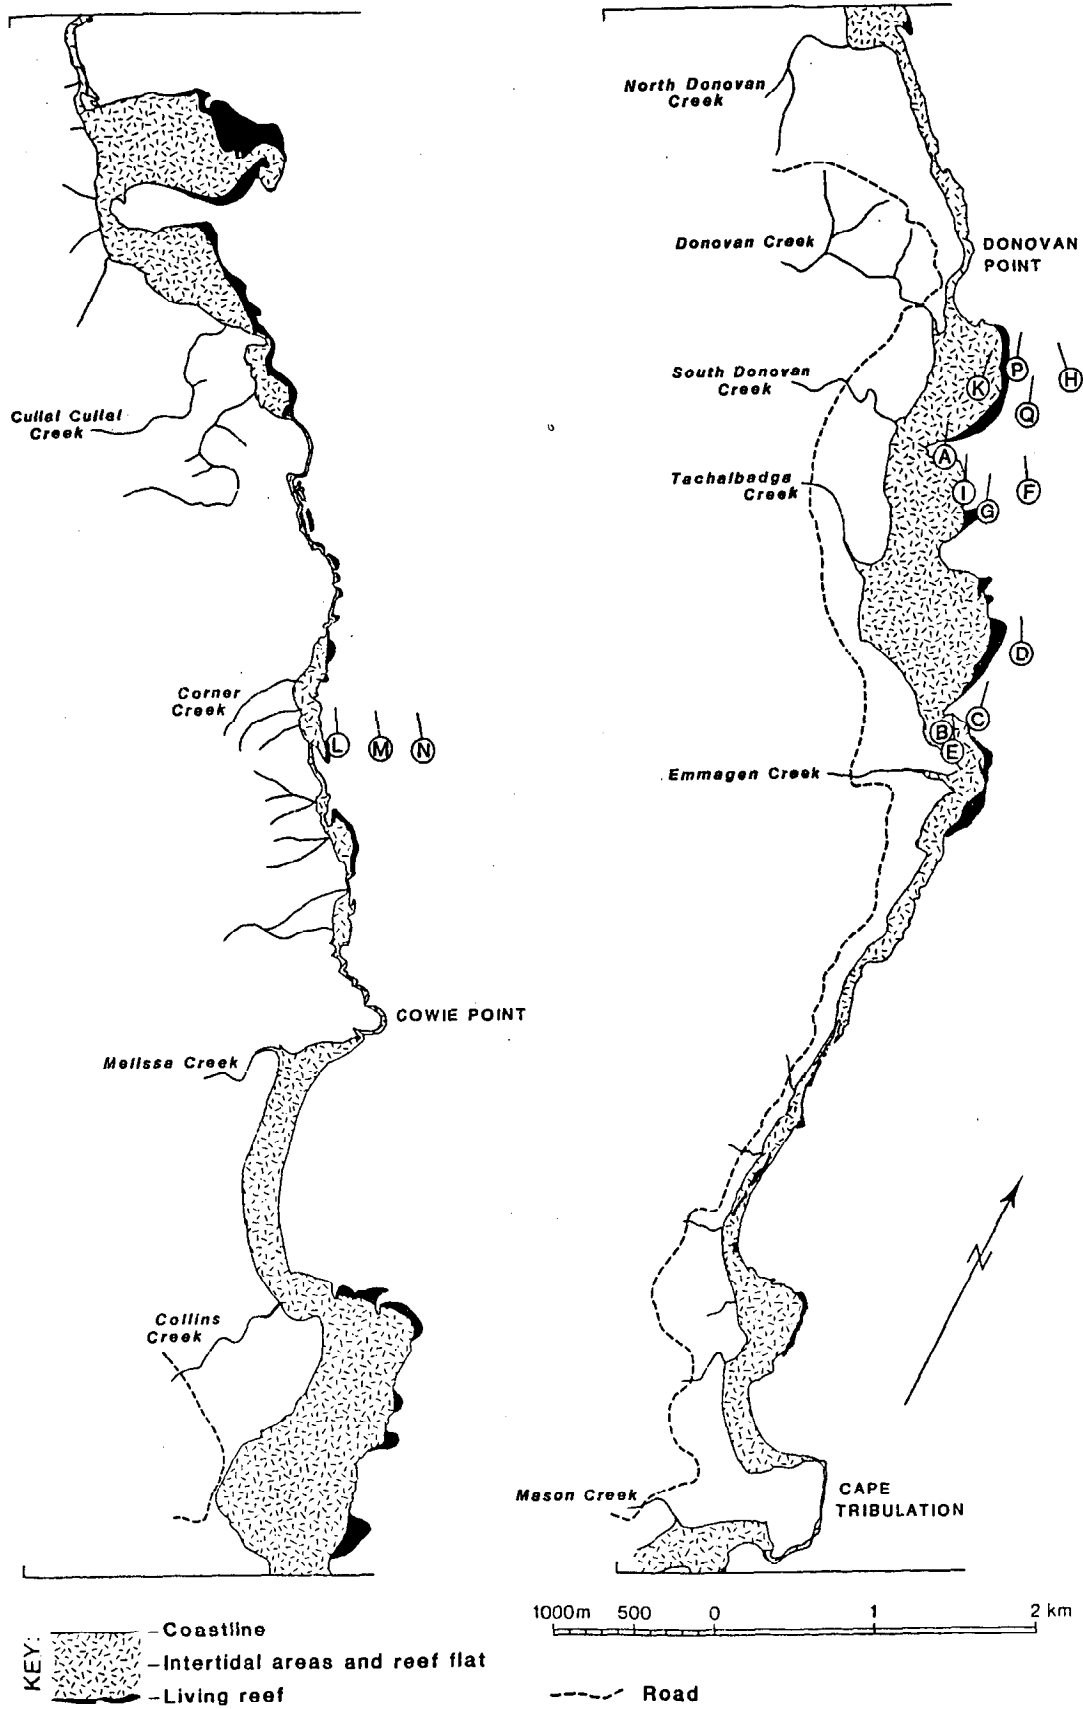 Cullal Cullal
Creek
Corner
Creek
L
M
N
COWIE POINT
Melissa Creek
Collins
Creek
North Donovan
Creek
Donovan Creek
DONOVAN
POINT
South Donovan
Creek
P
H
K
Q
A
Tachalbadga
Creek
I
F
G
D
C
B
E
Emmagen Creek
N
Mason Creek
CAPE
TRIBULATION
KEY:
Coastline
Intertidal areas and reef flat
Living reef
1000m 500 0 1 2 km
Road